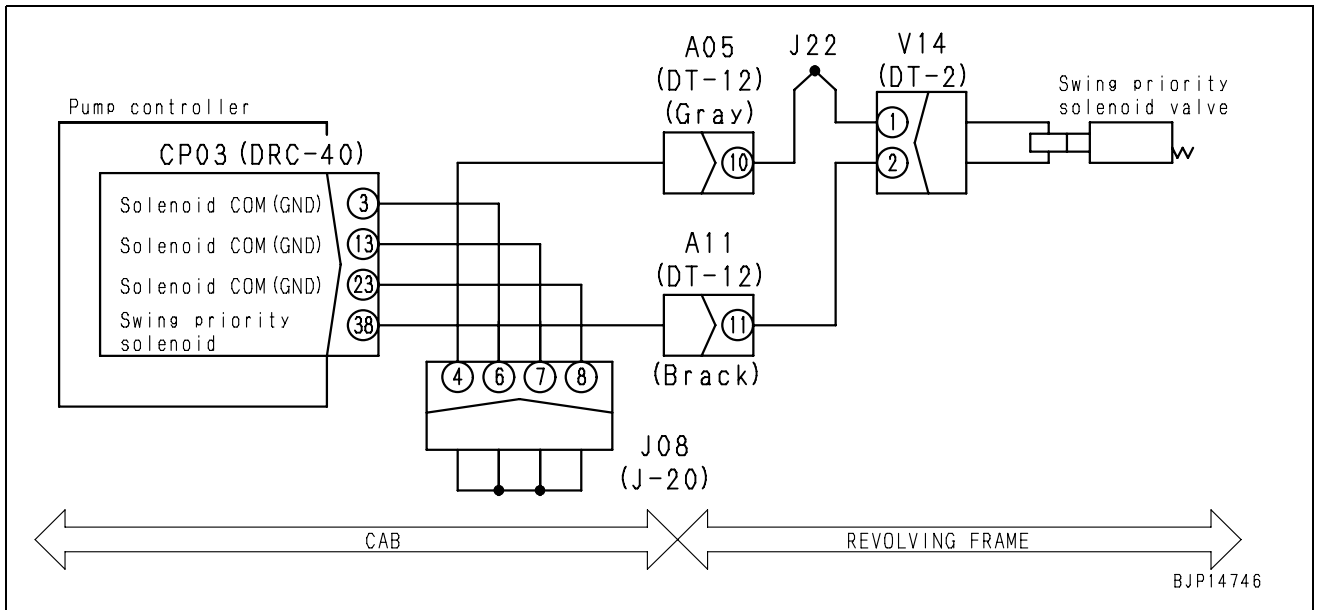 A05
(DT-12)
(Gray)
J22
V14
(DT-2)
Swing priority
solenoid valve
Pump controller
CP03 (DRC-40)
Solenoid COM(GND)
3
Solenoid COM(GND)
13
Solenoid COM(GND)
23
Swing priority
solenoid
38
10
1
2
A11
(DT-12)
11
(Brack)
4 6 7 8
J08
(J-20)
CAB
REVOLVING FRAME
BJP14746